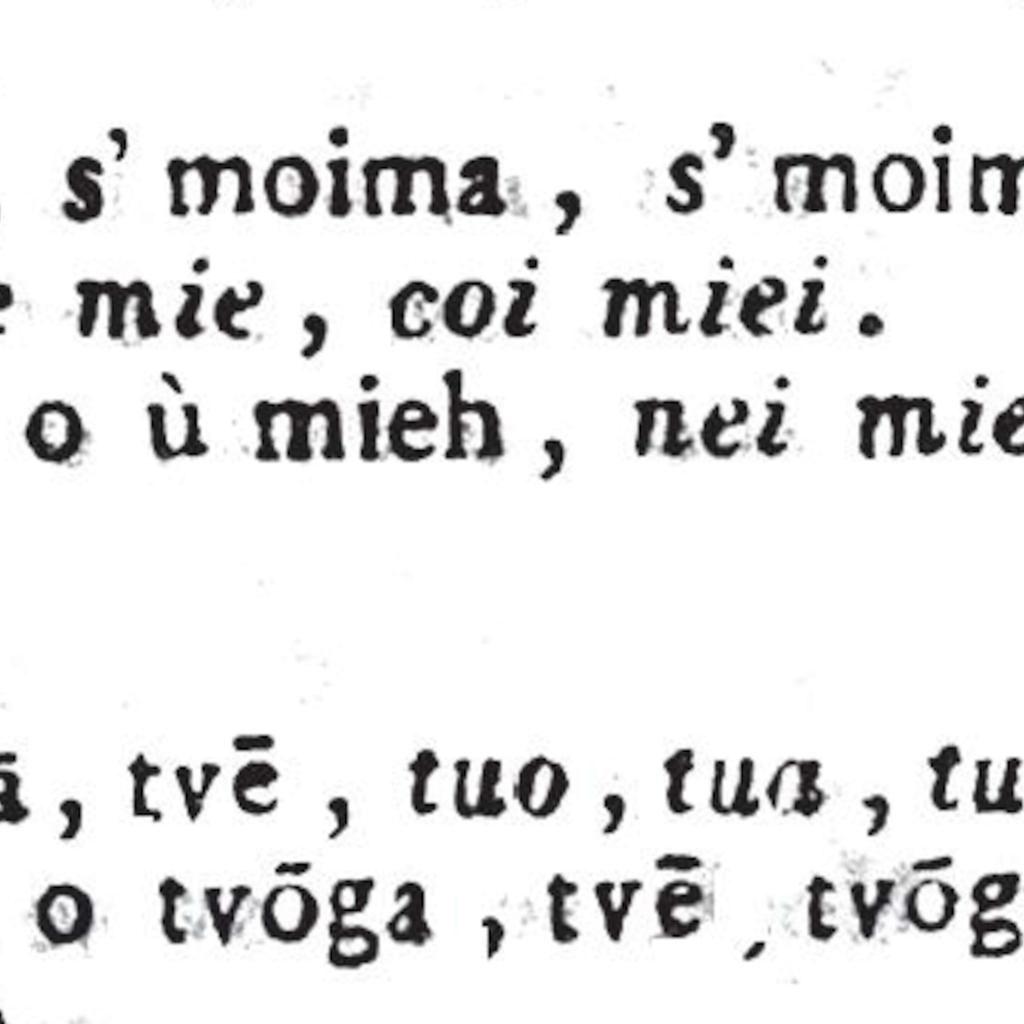 s' moima, s' moim
mie, coi miei.
o ù mieh, nei mie
tvē, tuo, tua, tu
o tvōga, tvē, tvōg